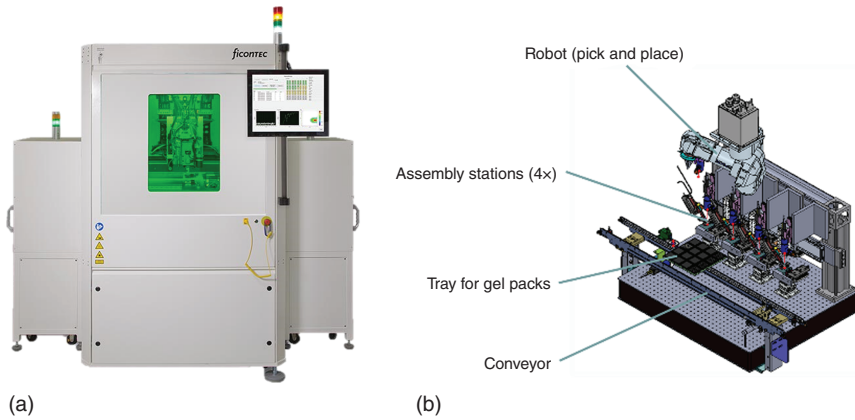 ficonTEC
Robot (pick and place)
Assembly stations (4×)
Tray for gel packs
Conveyor
(a)
(b)